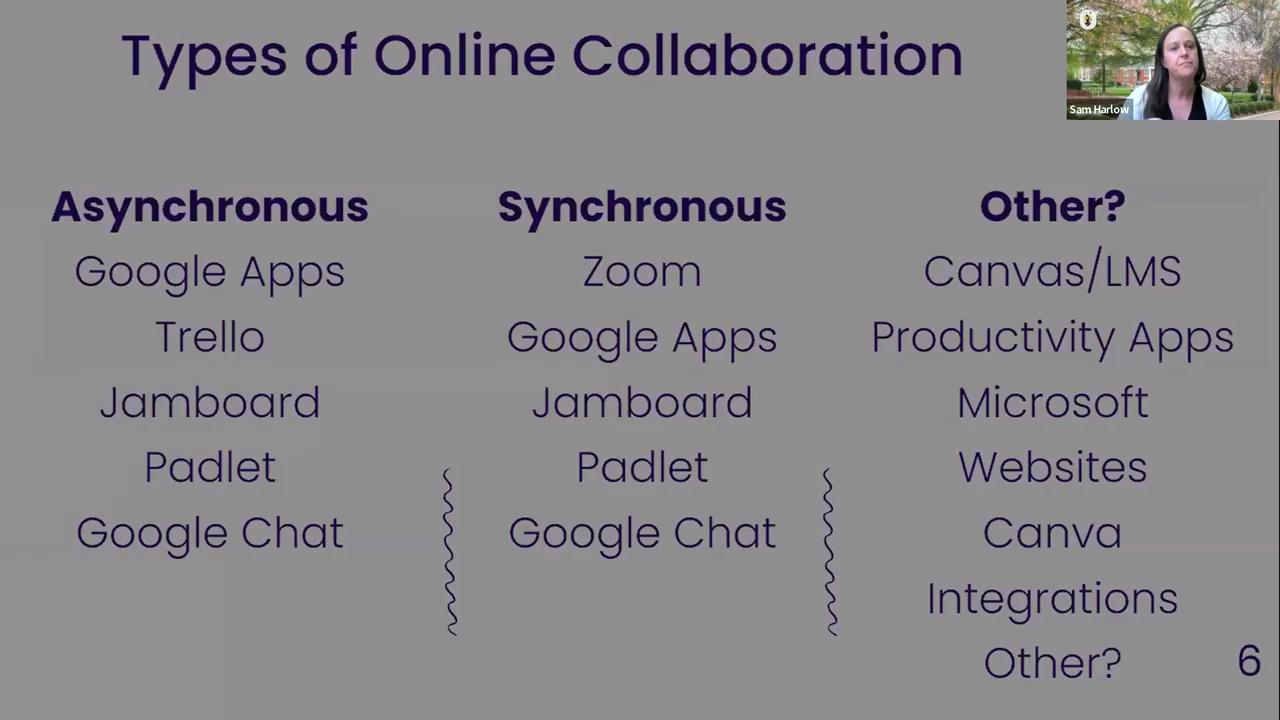 Types of Online Collaboration
Sam Harlow
Asynchronous
Google Apps
Trello
Jamboard
Padlet
Google Chat
Synchronous
Zoom
Google Apps
Jamboard
Padlet
Google Chat
Other?
Canvas/LMS
Productivity Apps
Microsoft
Websites
Canva
Integrations
Other?
6